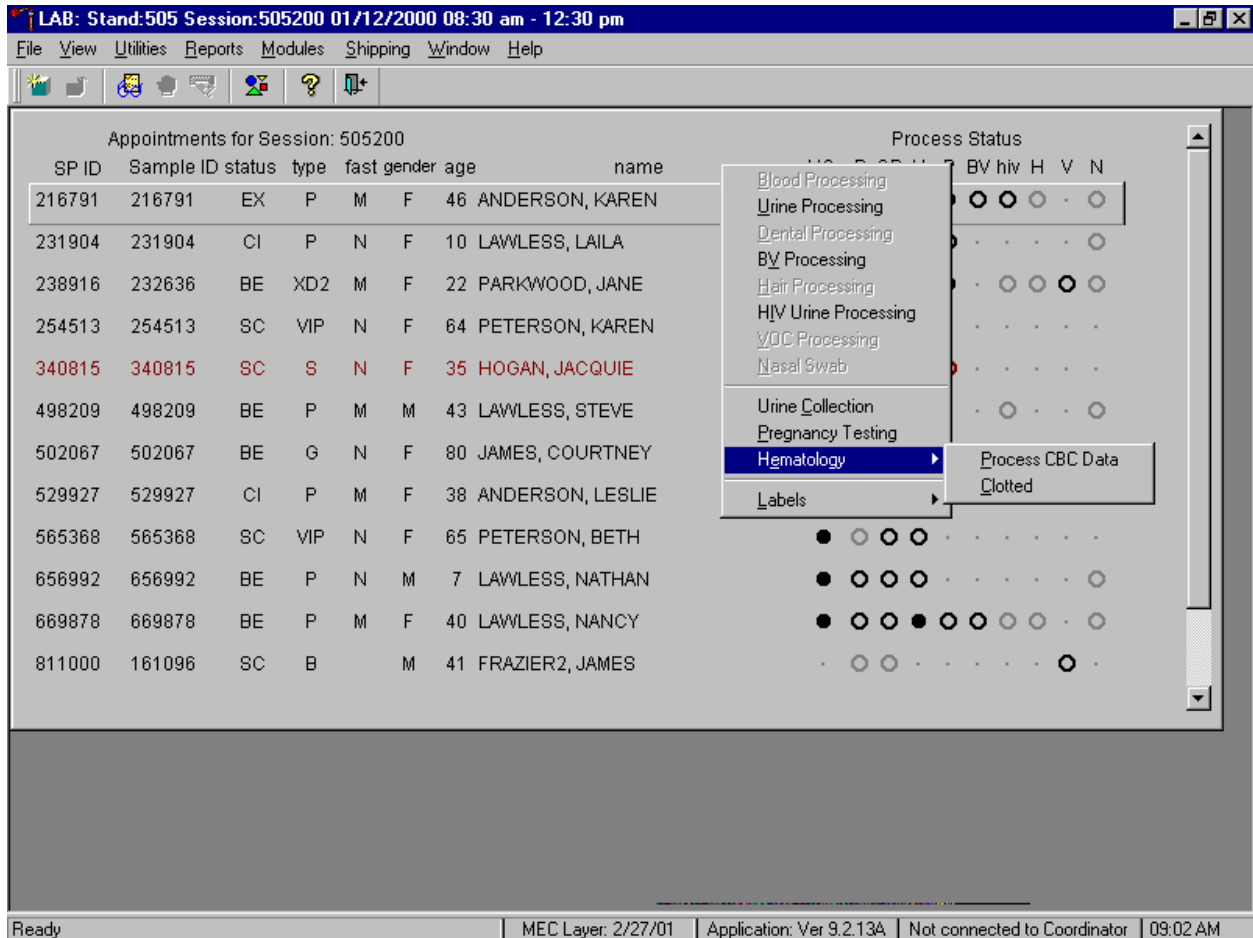 LAB: Stand:505 Session:505200 01/12/2000 08:30 am - 12:30 pm
File View Utilities Reports Modules Shipping Window Help
Appointments for Session: 505200 Process Status
SP ID Sample ID status type fast gender age name BV hiv H V N
216791 216791 EX P M F 46 ANDERSON, KAREN
231904 231904 CI P N F 10 LAWLESS, LAILA
238916 232636 BE XD2 M F 22 PARKWOOD, JANE
254513 254513 SC VIP N F 64 PETERSON, KAREN
340815 340815 SC S N F 35 HOGAN, JACQUIE
498209 498209 BE P M M 43 LAWLESS, STEVE
502067 502067 BE G N F 80 JAMES, COURTNEY
529927 529927 CI P M F 38 ANDERSON, LESLIE
565368 565368 SC VIP N F 65 PETERSON, BETH
656992 656992 BE P N M 7 LAWLESS, NATHAN
669878 669878 BE P M F 40 LAWLESS, NANCY
811000 161096 SC B M 41 FRAZIER2, JAMES
Blood Processing
Urine Processing
Dental Processing
BV Processing
Hair Processing
HIV Urine Processing
VOC Processing
Nasal Swab
Urine Collection
Pregnancy Testing
Hematology
Labels
Process CBC Data
Clotted
Ready MEC Layer: 2/27/01 Application: Ver 9.2.13A Not connected to Coordinator 09:02 AM